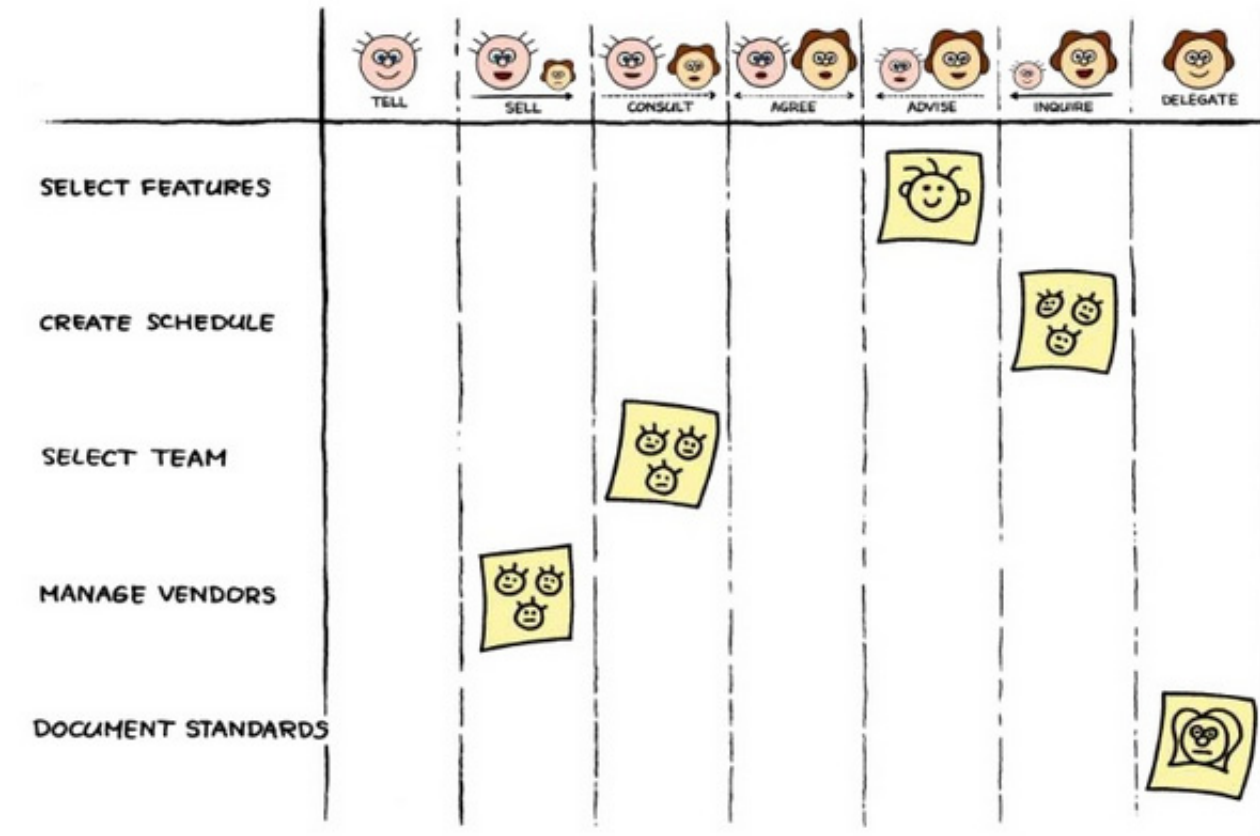 TELL
SELL
CONSULT
AGREE
ADVISE
INQUIRE
DELEGATE
SELECT FEATURES
CREATE SCHEDULE
SELECT TEAM
MANAGE VENDORS
DOCUMENT STANDARDS